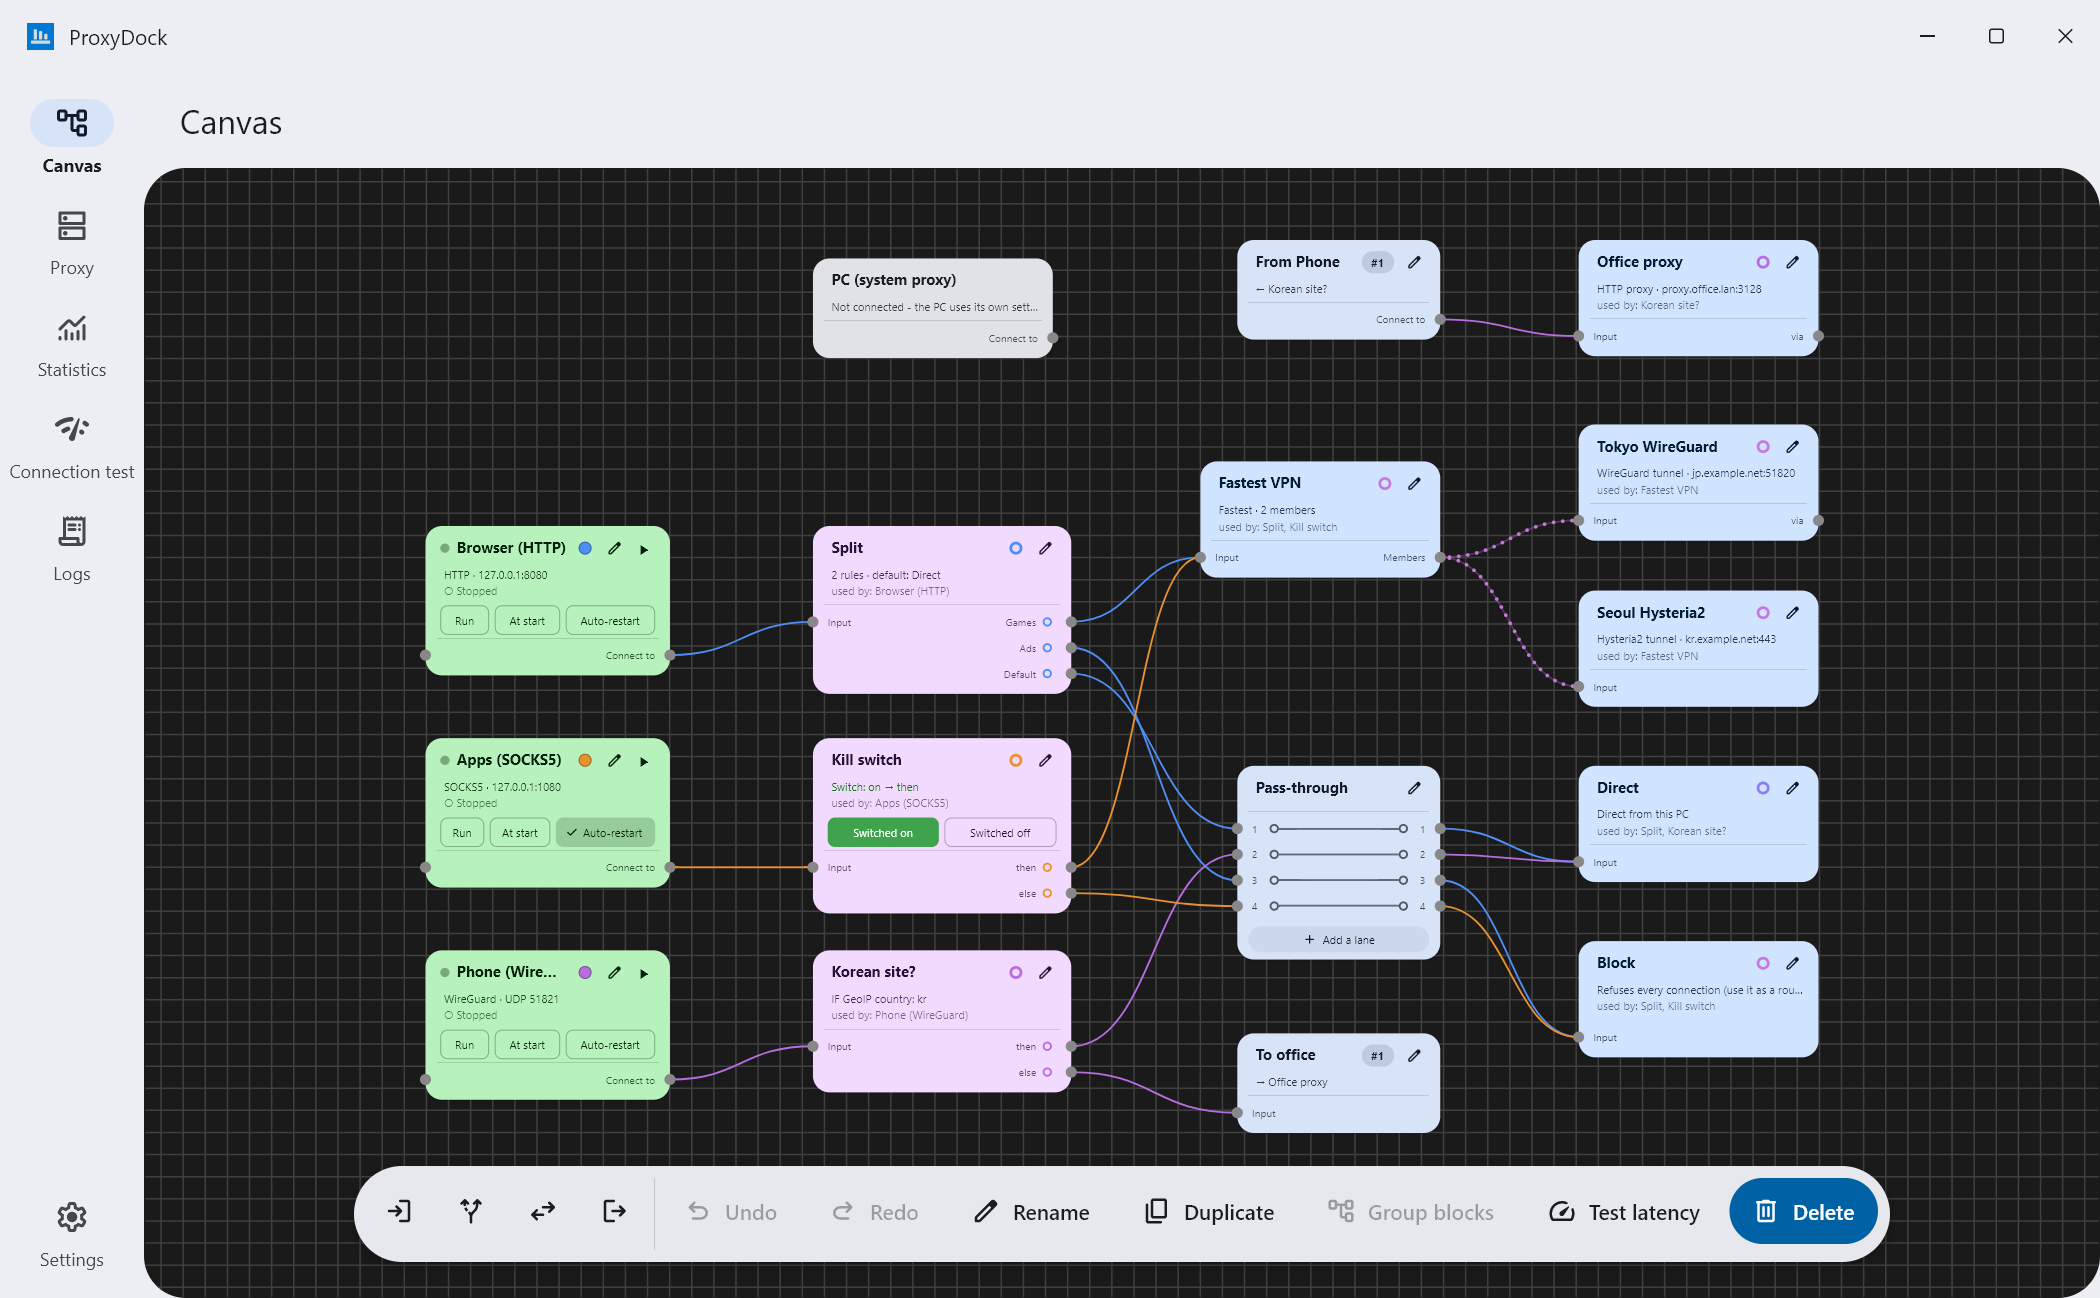 ProxyDock
Canvas
Canvas
Proxy
Statistics
Connection test
Logs
Settings
PC (system proxy)
Not connected - the PC uses its own sett...
Connect to
From Phone
#1
← Korean site?
Connect to
Office proxy
HTTP proxy · proxy.office.lan:3128
used by: Korean site?
Input via
Tokyo WireGuard
WireGuard tunnel · jp.example.net:51820
used by: Fastest VPN
Input via
Fastest VPN
Fastest · 2 members
used by: Split, Kill switch
Input Members
Seoul Hysteria2
Hysteria2 tunnel · kr.example.net:443
used by: Fastest VPN
Input
Browser (HTTP)
HTTP · 127.0.0.1:8080
Stopped
Run At start Auto-restart
Connect to
Split
2 rules · default: Direct
used by: Browser (HTTP)
Input Games
Ads
Default
Apps (SOCKS5)
SOCKS5 · 127.0.0.1:1080
Stopped
Run At start Auto-restart
Connect to
Kill switch
Switch: on → then
used by: Apps (SOCKS5)
Switched on Switched off
Input then
else
Pass-through
1 1
2 2
3 3
4 4
+ Add a lane
Direct
Direct from this PC
used by: Split, Korean site?
Input
Phone (Wire...
WireGuard · UDP 51821
Stopped
Run At start Auto-restart
Connect to
Korean site?
IF GeoIP country: kr
used by: Phone (WireGuard)
Input then
else
Block
Refuses every connection (use it as a rou...
used by: Split, Kill switch
Input
To office
#1
→ Office proxy
Input
Undo Redo Rename Duplicate Group blocks Test latency Delete